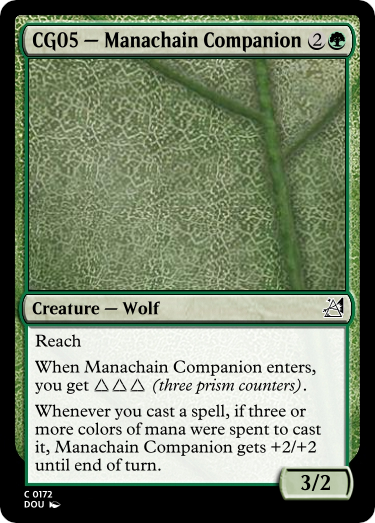 CG05 — Manachain Companion 2
Creature — Wolf
Reach
When Manachain Companion enters,
you get △△△ (three prism counters).
Whenever you cast a spell, if three or
more colors of mana were spent to cast
it, Manachain Companion gets +2/+2
until end of turn.
3/2
C 0172
DOU